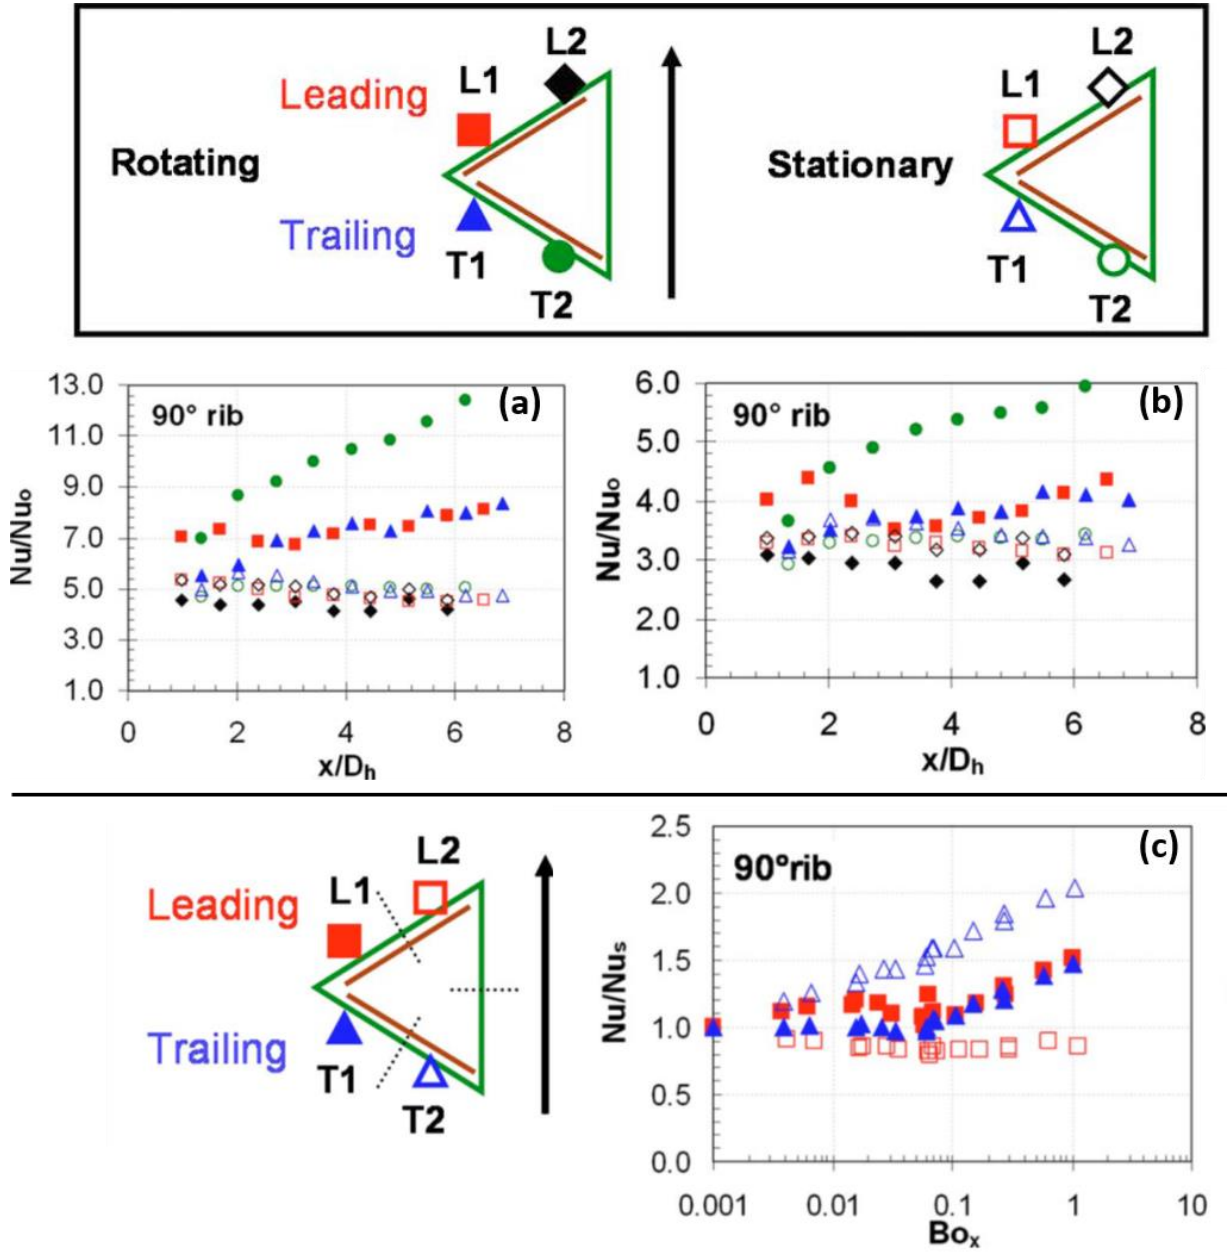 L2
L1
Leading
Rotating
Trailing
T1
T2
L2
L1
Stationary
T1
T2
13.0
11.0
9.0
7.0
5.0
3.0
1.0
Nu/Nuo
90° rib
(a)
0 2 4 6 8
x/Dh
6.0
5.0
4.0
3.0
2.0
1.0
Nu/Nuo
90° rib
(b)
0 2 4 6 8
x/Dh
L2
L1
Leading
Trailing
T1
T2
2.5
2.0
1.5
1.0
0.5
0.0
Nu/Nus
90°rib
(c)
0.001 0.01 0.1 1 10
Box